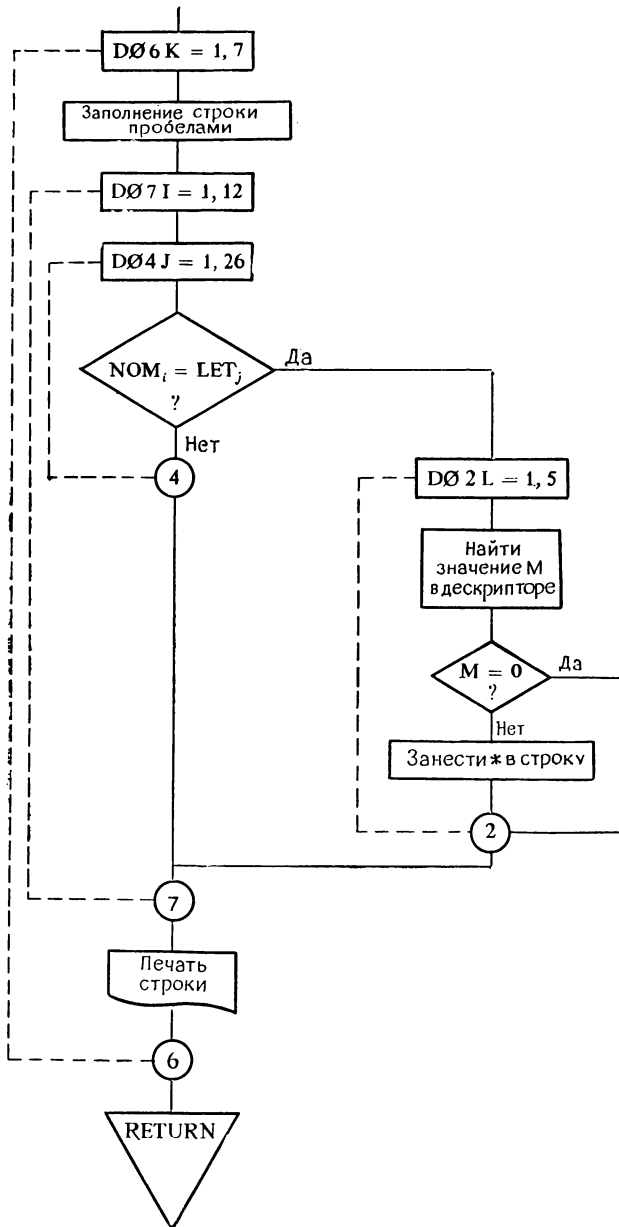 DØ 6 K = 1, 7
Заполнение строки
пробелами
DØ 7 I = 1, 12
DØ 4 J = 1, 26
NOMi = LETj
?
Да
Нет
4
DØ 2 L = 1, 5
Найти
значение M
в дескрипторе
M = 0
?
Да
Нет
Занести * в строку
2
7
Печать
строки
6
RETURN